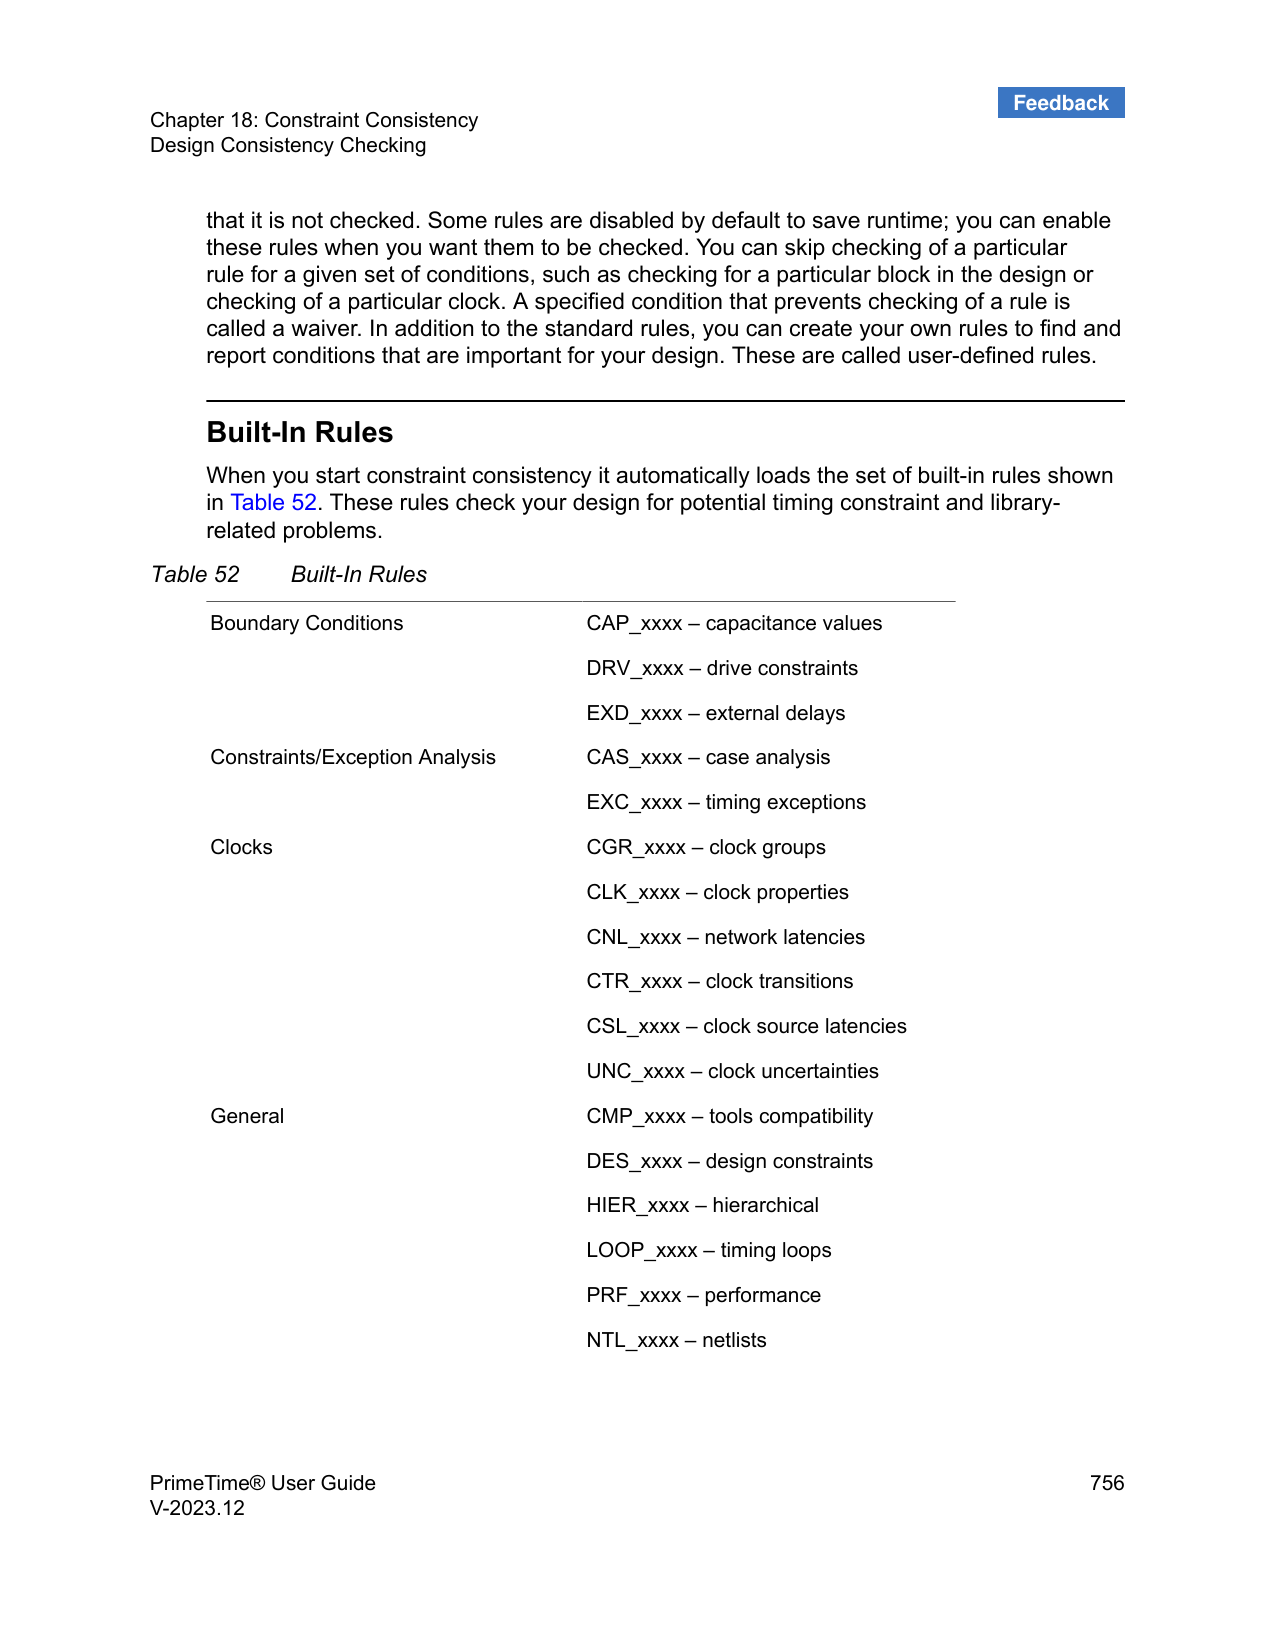 Feedback
Chapter 18: Constraint Consistency
Design Consistency Checking
that it is not checked. Some rules are disabled by default to save runtime; you can enable
these rules when you want them to be checked. You can skip checking of a particular
rule for a given set of conditions, such as checking for a particular block in the design or
checking of a particular clock. A specified condition that prevents checking of a rule is
called a waiver. In addition to the standard rules, you can create your own rules to find and
report conditions that are important for your design. These are called user-defined rules.
Built-In Rules
When you start constraint consistency it automatically loads the set of built-in rules shown
in Table 52. These rules check your design for potential timing constraint and library-
related problems.
Table 52 Built-In Rules
Boundary Conditions CAP_xxxx – capacitance values
DRV_xxxx – drive constraints
EXD_xxxx – external delays
Constraints/Exception Analysis CAS_xxxx – case analysis
EXC_xxxx – timing exceptions
Clocks CGR_xxxx – clock groups
CLK_xxxx – clock properties
CNL_xxxx – network latencies
CTR_xxxx – clock transitions
CSL_xxxx – clock source latencies
UNC_xxxx – clock uncertainties
General CMP_xxxx – tools compatibility
DES_xxxx – design constraints
HIER_xxxx – hierarchical
LOOP_xxxx – timing loops
PRF_xxxx – performance
NTL_xxxx – netlists
PrimeTime® User Guide 756
V-2023.12